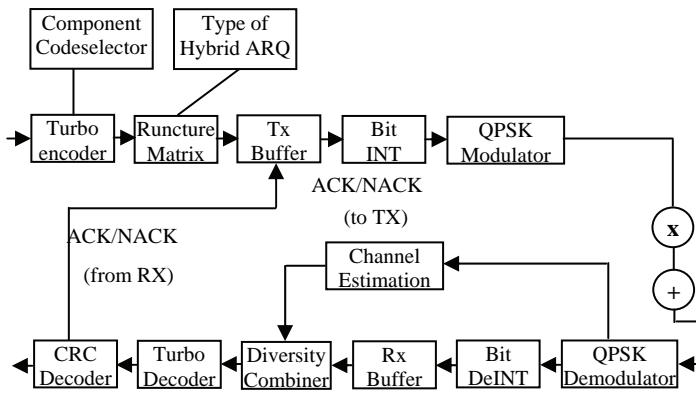 Component
Codeselector
Type of
Hybrid ARQ
Turbo
encoder
Runcture
Matrix
Tx
Buffer
Bit
INT
QPSK
Modulator
ACK/NACK
(to TX)
ACK/NACK
(from RX)
x
+
Channel
Estimation
CRC
Decoder
Turbo
Decoder
Diversity
Combiner
Rx
Buffer
Bit
DeINT
QPSK
Demodulator